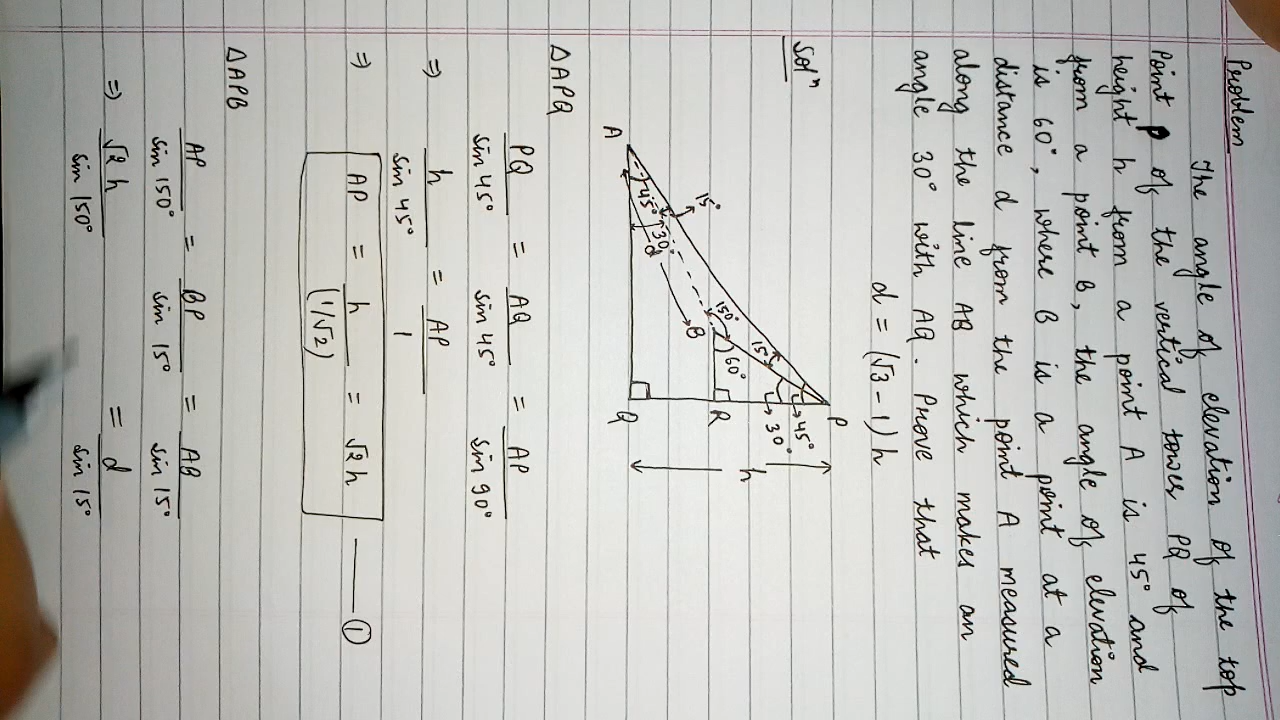 Problem
The angle of elevation of the top
Point P of the vertical tower PQ of
height h from a point A is 45° and
from a point B, the angle of elevation
is 60°, where B is a point at a
distance d from the point A measured
along the line AB which makes an
angle 30° with AQ. Prove that
d = (√3 - 1) h
Solⁿ
P
45°
30°
15°
h
15°
150°
60°
R
B
45°
30°
d
A
Q
ΔAPQ
PQ / sin 45° = AQ / sin 45° = AP / sin 90°
⇒ h / sin 45° = AP / 1
⇒ AP = h / (1/√2) = √2 h ——— ①
ΔAPB
AP / sin 150° = BP / sin 15° = AB / sin 15°
⇒ √2 h / sin 150° = d / sin 15°